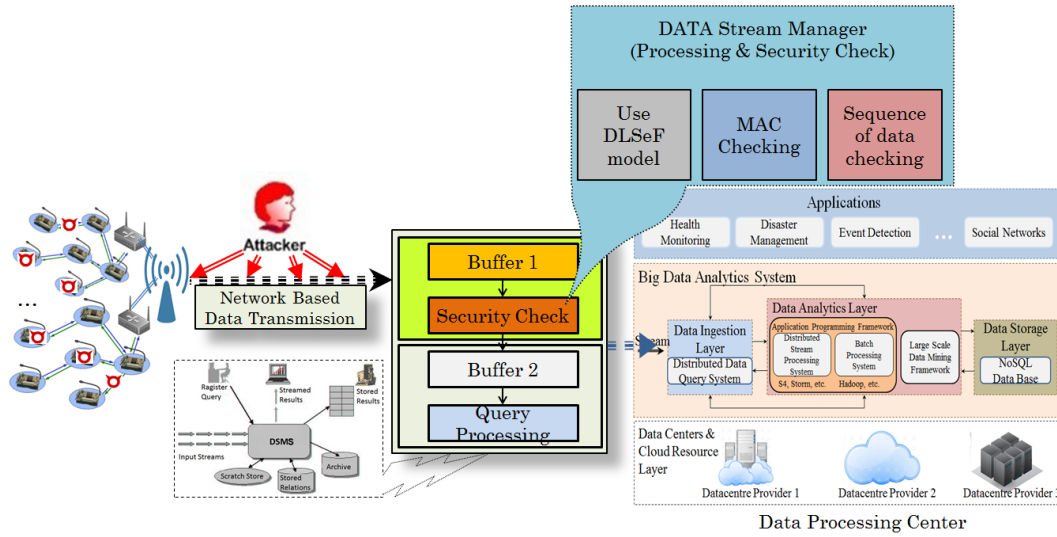 DATA Stream Manager
(Processing & Security Check)
Use
DLSeF
model
MAC
Checking
Sequence
of data
checking
Attacker
Network Based
Data Transmission
...
Buffer 1
Security Check
Buffer 2
Query
Processing
Ragister
Query
Streamed
Results
Stored
Results
DSMS
Input Streams
Scratch Store
Stored
Relations
Archive
Applications
Health
Monitoring
Disaster
Management
Event Detection
...
Social Networks
Big Data Analytics System
Stream
Data Ingestion
Layer
Distributed Data
Query System
Data Analytics Layer
Application Programming Framework
Distributed
Stream
Processing
System
Batch
Processing
System
S4, Storm, etc.
Hadoop, etc.
Large Scale
Data Mining
Framework
Data Storage
Layer
NoSQL
Data Base
Data Centers &
Cloud Resource
Layer
Datacentre Provider 1
Datacentre Provider 2
Datacentre Provider 3
Data Processing Center